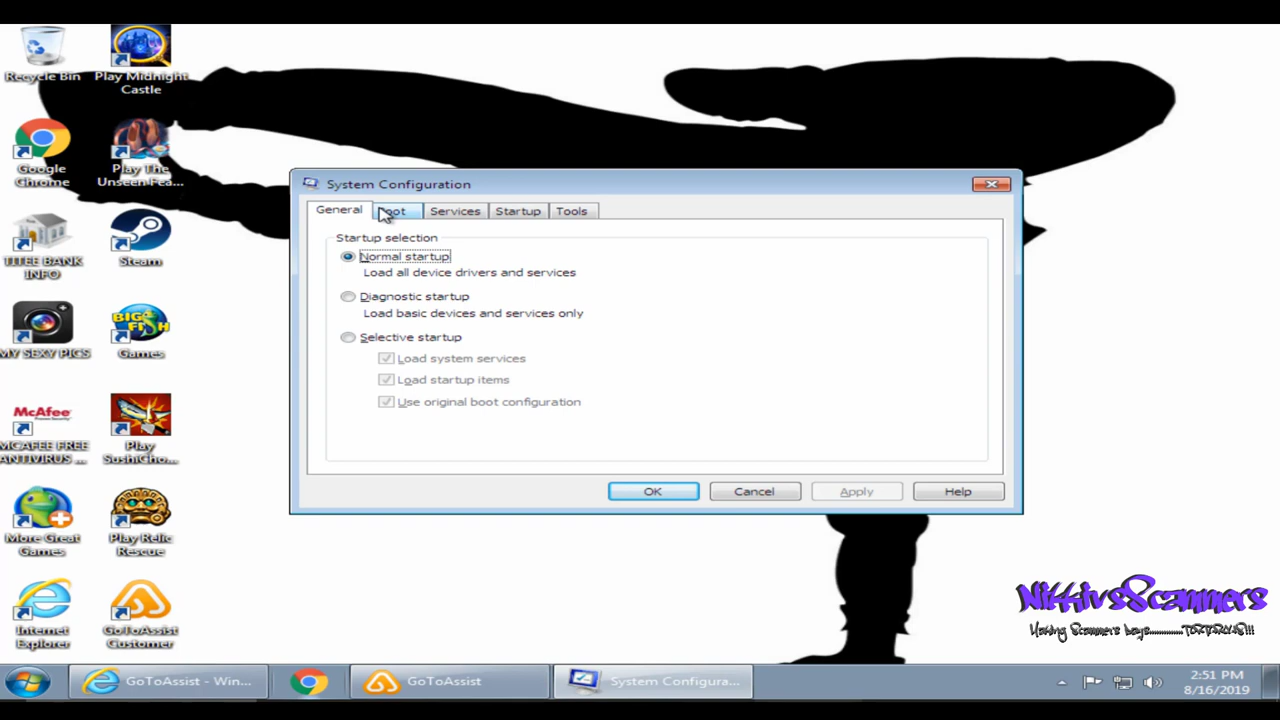 Recycle Bin
Play Midnight
Castle
Google
Chrome
Play The
Unseen Fea...
TITEE BANK
INFO
Steam
MY SEXY PICS
BIG FISH
Games
McAfee
MCAFEE FREE
ANTIVIRUS ...
Play
SushiCho...
More Great
Games
Play Relic
Rescue
Internet
Explorer
GoToAssist
Customer
System Configuration
General
Boot
Services
Startup
Tools
Startup selection
Normal startup
Load all device drivers and services
Diagnostic startup
Load basic devices and services only
Selective startup
Load system services
Load startup items
Use original boot configuration
OK
Cancel
Apply
Help
NikkivsScammers
GoToAssist - Win...
GoToAssist
System Configura...
2:51 PM
8/16/2019